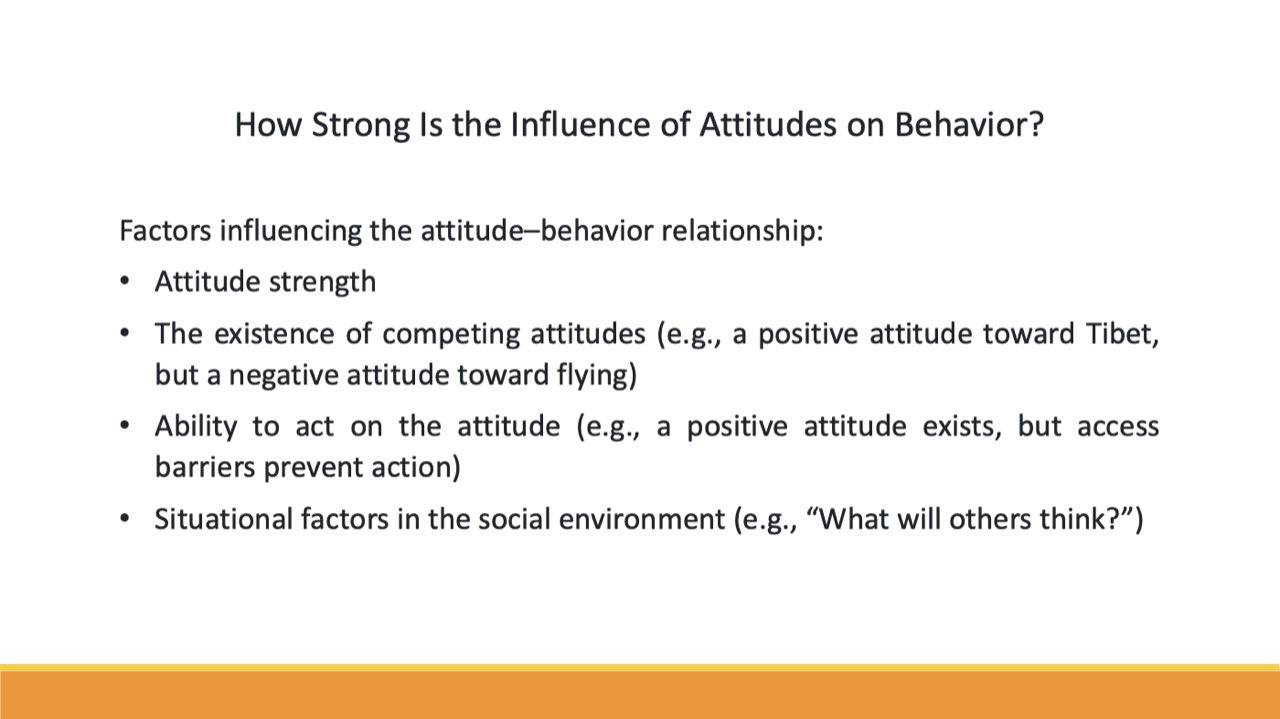 How Strong Is the Influence of Attitudes on Behavior?
Factors influencing the attitude–behavior relationship:
• Attitude strength
• The existence of competing attitudes (e.g., a positive attitude toward Tibet,
but a negative attitude toward flying)
• Ability to act on the attitude (e.g., a positive attitude exists, but access
barriers prevent action)
• Situational factors in the social environment (e.g., “What will others think?”)